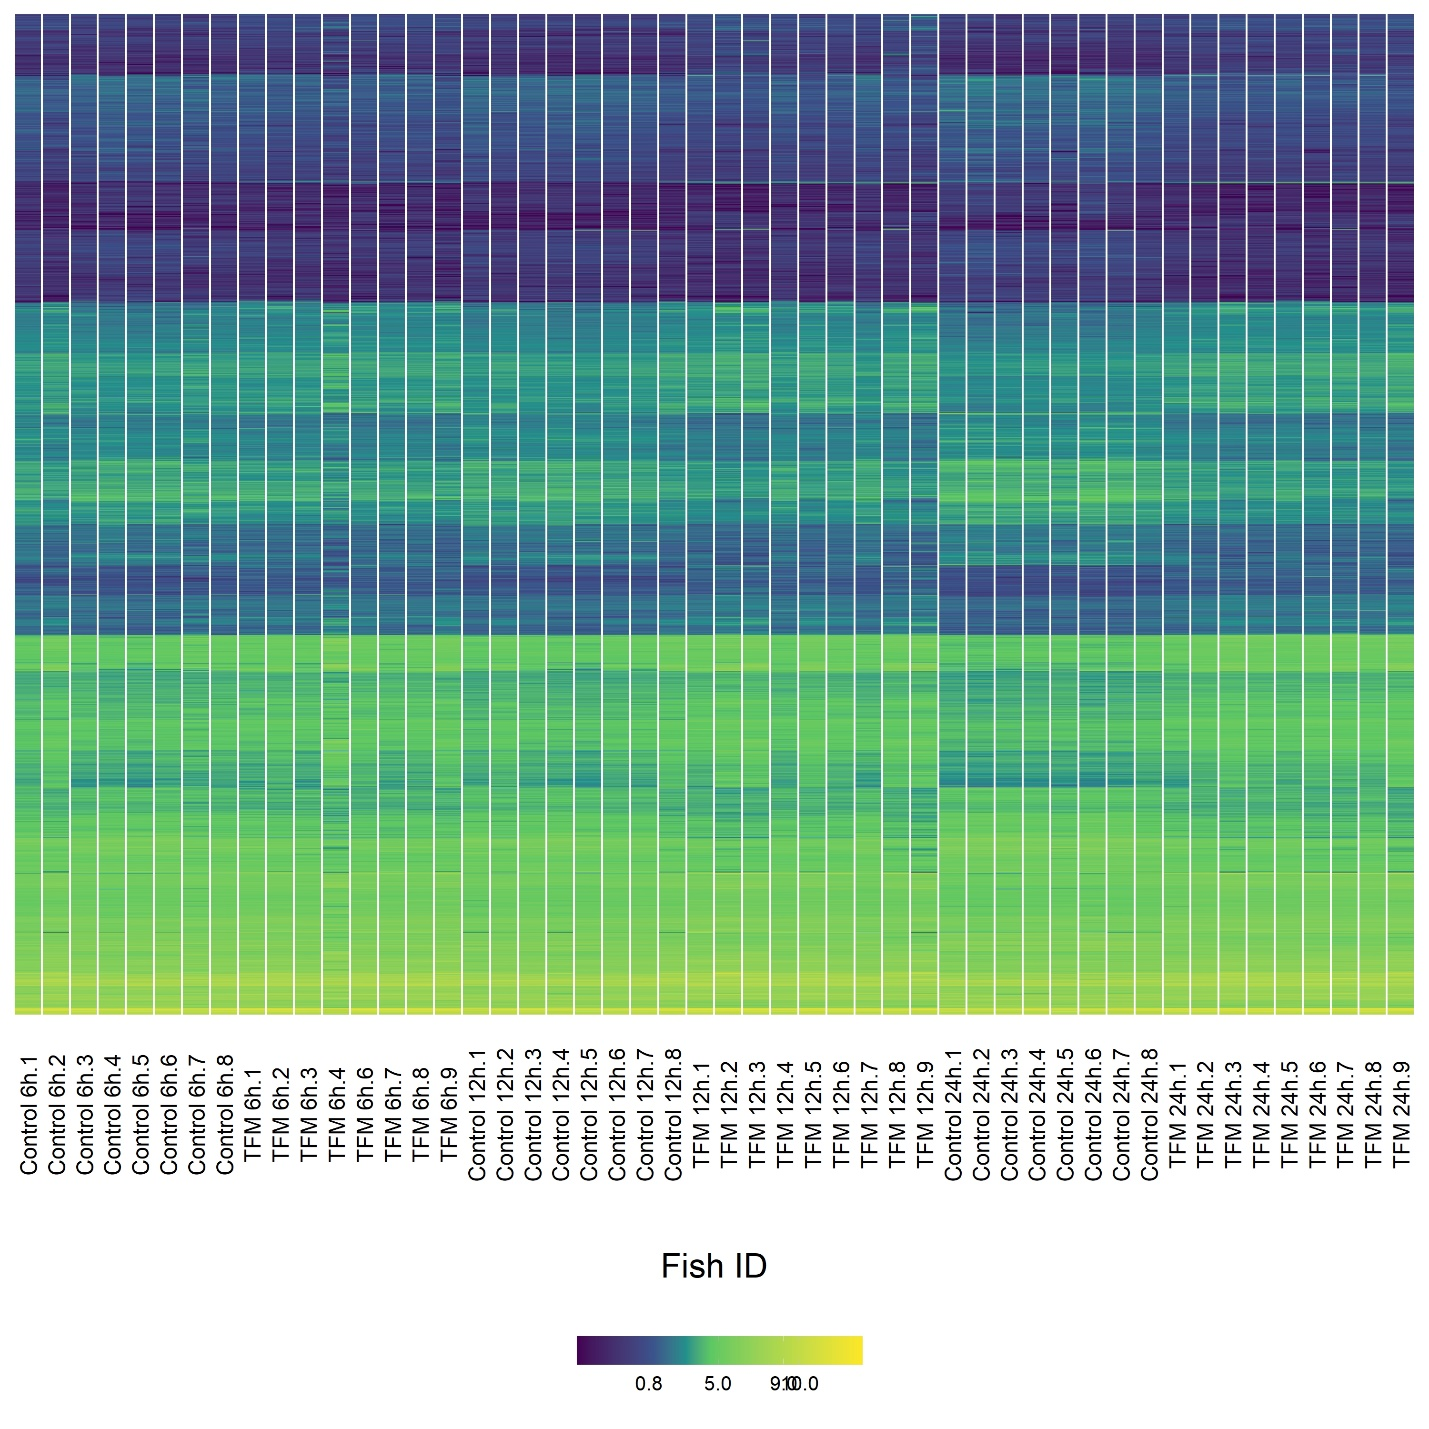 Control 6h.1
Control 6h.2
Control 6h.3
Control 6h.4
Control 6h.5
Control 6h.6
Control 6h.7
Control 6h.8
TFM 6h.1
TFM 6h.2
TFM 6h.3
TFM 6h.4
TFM 6h.6
TFM 6h.7
TFM 6h.8
TFM 6h.9
Control 12h.1
Control 12h.2
Control 12h.3
Control 12h.4
Control 12h.5
Control 12h.6
Control 12h.7
Control 12h.8
TFM 12h.1
TFM 12h.2
TFM 12h.3
TFM 12h.4
TFM 12h.5
TFM 12h.6
TFM 12h.7
TFM 12h.8
TFM 12h.9
Control 24h.1
Control 24h.2
Control 24h.3
Control 24h.4
Control 24h.5
Control 24h.6
Control 24h.7
Control 24h.8
TFM 24h.1
TFM 24h.2
TFM 24h.3
TFM 24h.4
TFM 24h.5
TFM 24h.6
TFM 24h.7
TFM 24h.8
TFM 24h.9
Fish ID
0.8 5.0